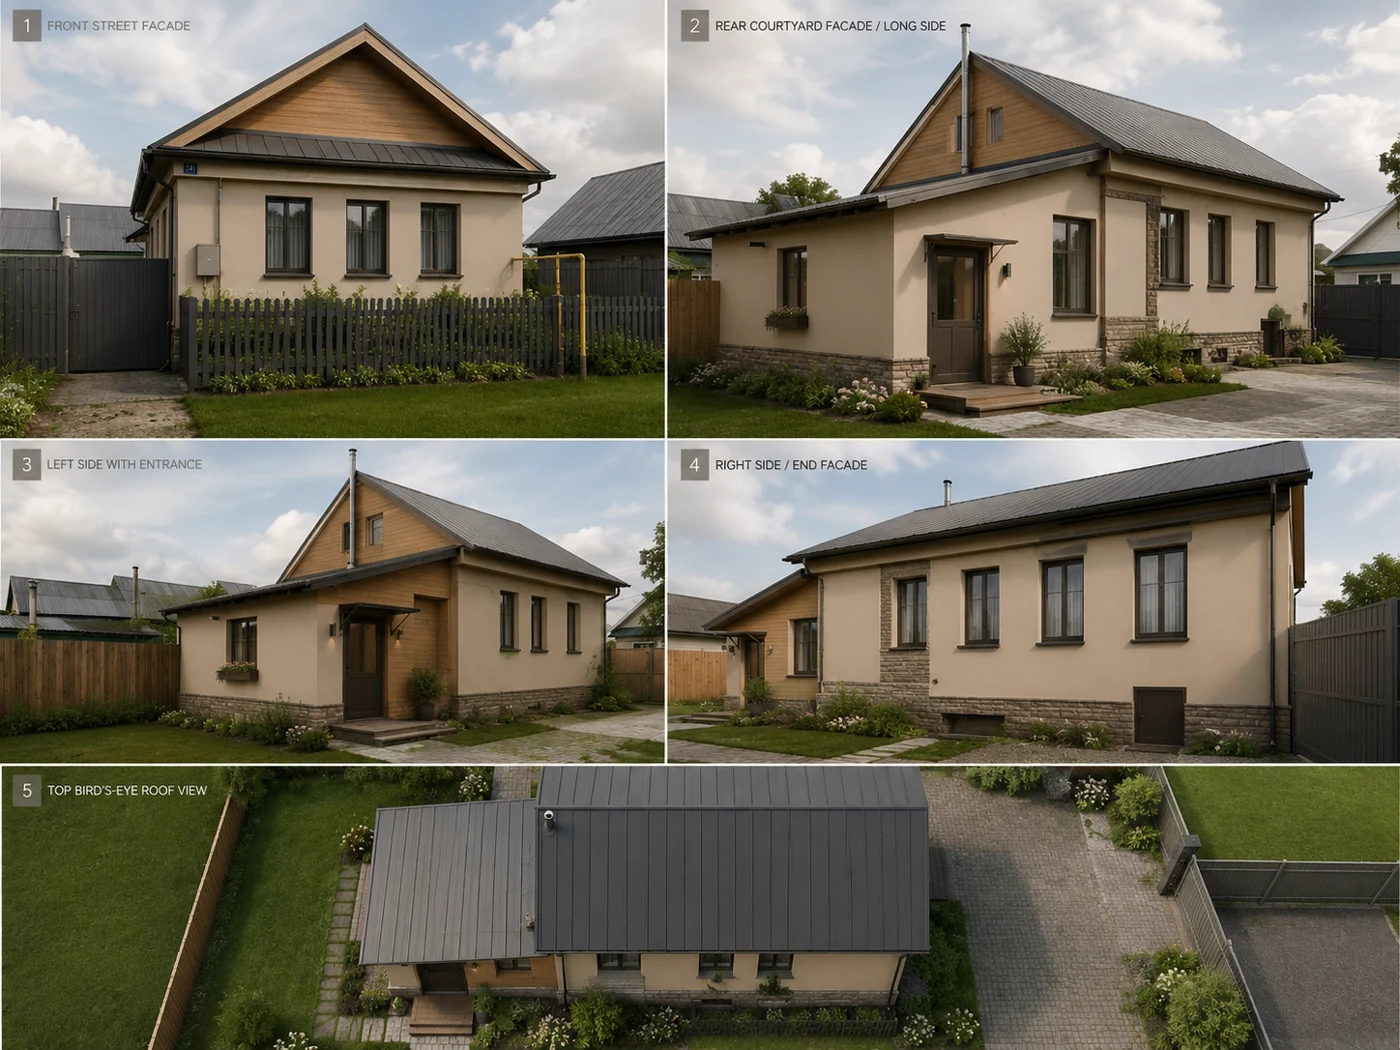 1 FRONT STREET FACADE
2 REAR COURTYARD FACADE / LONG SIDE
3 LEFT SIDE WITH ENTRANCE
4 RIGHT SIDE / END FACADE
5 TOP BIRD'S-EYE ROOF VIEW